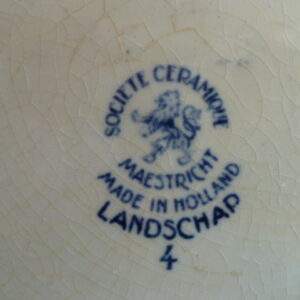 SOCIETE CERAMIQUE
MAESTRICHT
MADE IN HOLLAND
LANDSCHAP
4